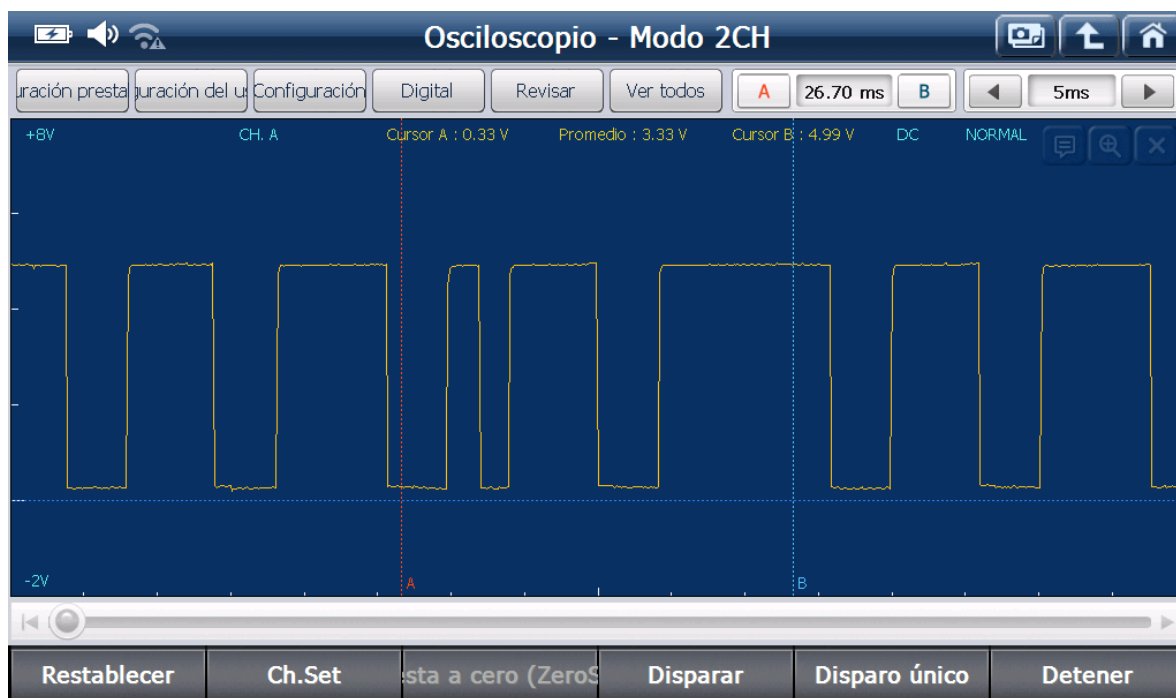 Osciloscopio - Modo 2CH
uración presta guración del u Configuración Digital Revisar Ver todos A 26.70 ms B 5ms
+8V CH. A Cursor A : 0.33 V Promedio : 3.33 V Cursor B : 4.99 V DC NORMAL
-2V A B
Restablecer Ch.Set sta a cero (ZeroS Disparar Disparo único Detener